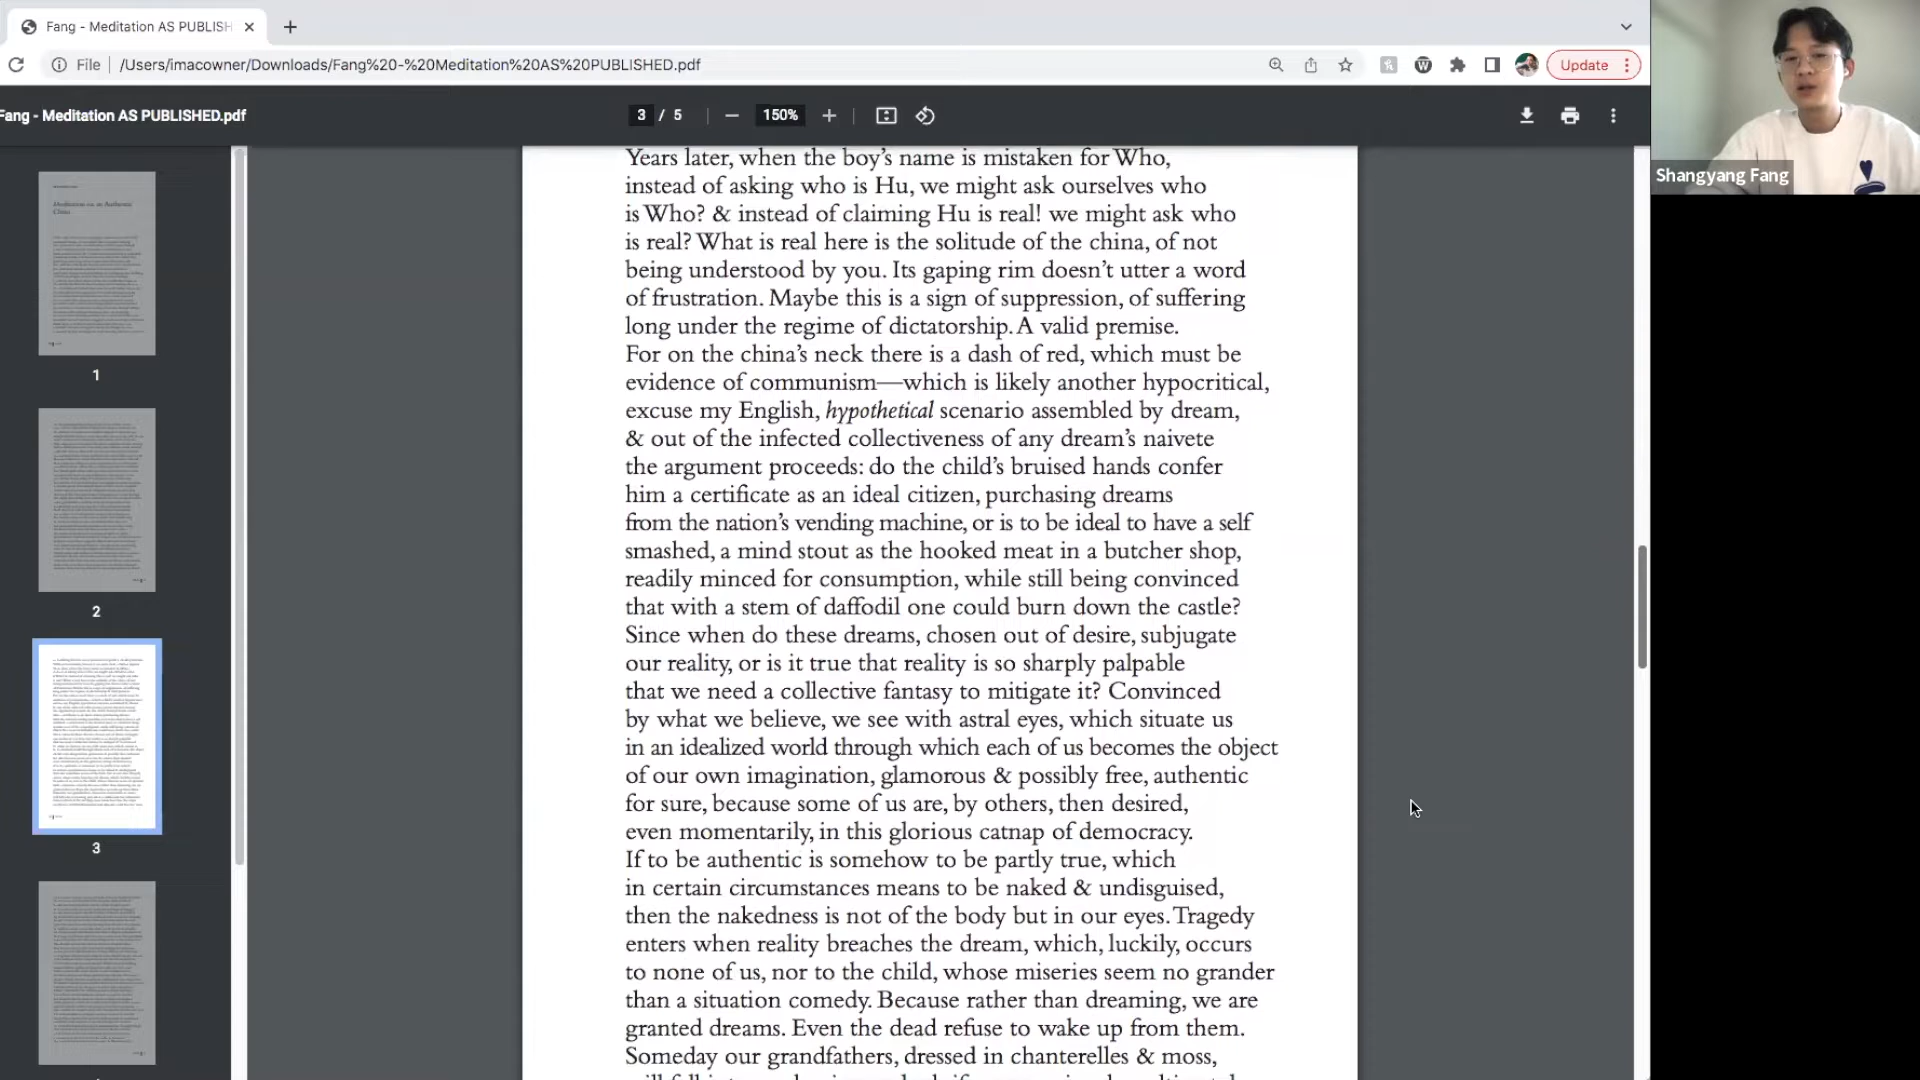 Fang - Meditation AS PUBLISH
File
/Users/imacowner/Downloads/Fang%20-%20Meditation%20AS%20PUBLISHED.pdf
Update
Fang - Meditation AS PUBLISHED.pdf
3 / 5
150%
Shangyang Fang
Meditation on an Authentic
China
1
2
3
Years later, when the boy’s name is mistaken for Who,
instead of asking who is Hu, we might ask ourselves who
is Who? & instead of claiming Hu is real! we might ask who
is real? What is real here is the solitude of the china, of not
being understood by you. Its gaping rim doesn’t utter a word
of frustration. Maybe this is a sign of suppression, of suffering
long under the regime of dictatorship. A valid premise.
For on the china’s neck there is a dash of red, which must be
evidence of communism—which is likely another hypocritical,
excuse my English, hypothetical scenario assembled by dream,
& out of the infected collectiveness of any dream’s naivete
the argument proceeds: do the child’s bruised hands confer
him a certificate as an ideal citizen, purchasing dreams
from the nation’s vending machine, or is to be ideal to have a self
smashed, a mind stout as the hooked meat in a butcher shop,
readily minced for consumption, while still being convinced
that with a stem of daffodil one could burn down the castle?
Since when do these dreams, chosen out of desire, subjugate
our reality, or is it true that reality is so sharply palpable
that we need a collective fantasy to mitigate it? Convinced
by what we believe, we see with astral eyes, which situate us
in an idealized world through which each of us becomes the object
of our own imagination, glamorous & possibly free, authentic
for sure, because some of us are, by others, then desired,
even momentarily, in this glorious catnap of democracy.
If to be authentic is somehow to be partly true, which
in certain circumstances means to be naked & undisguised,
then the nakedness is not of the body but in our eyes. Tragedy
enters when reality breaches the dream, which, luckily, occurs
to none of us, nor to the child, whose miseries seem no grander
than a situation comedy. Because rather than dreaming, we are
granted dreams. Even the dead refuse to wake up from them.
Someday our grandfathers, dressed in chanterelles & moss,